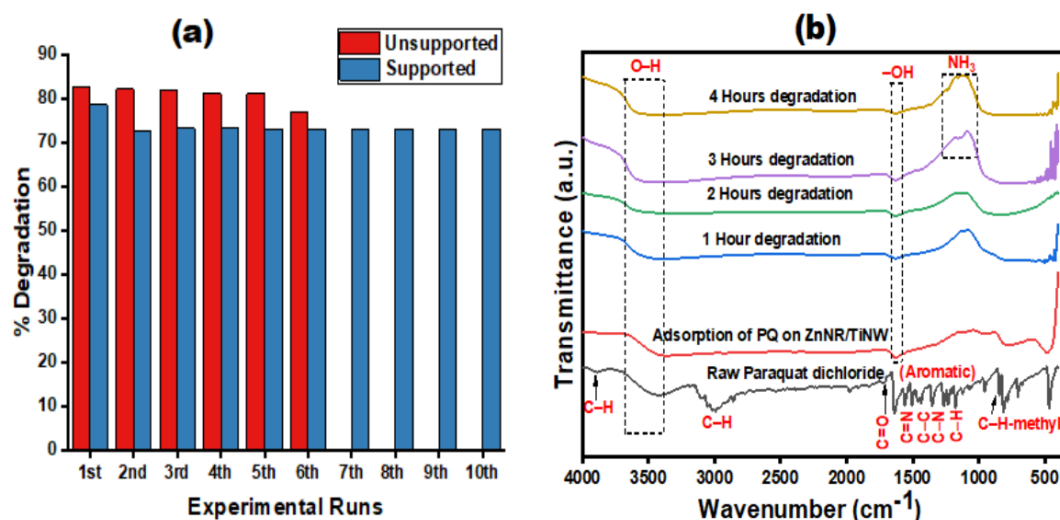 (a)
Unsupported
Supported
% Degradation
90
80
70
60
50
40
30
20
10
0
1st 2nd 3rd 4th 5th 6th 7th 8th 9th 10th
Experimental Runs
(b)
O–H
–OH
NH3
4 Hours degradation
3 Hours degradation
2 Hours degradation
1 Hour degradation
Adsorption of PQ on ZnNR/TiNW
Raw Paraquat dichloride
(Aromatic)
C–H
C–H
C=O
C=N
C–C
C–N
C–H
C–H-methyl
Transmittance (a.u.)
4000 3500 3000 2500 2000 1500 1000 500
Wavenumber (cm-1)